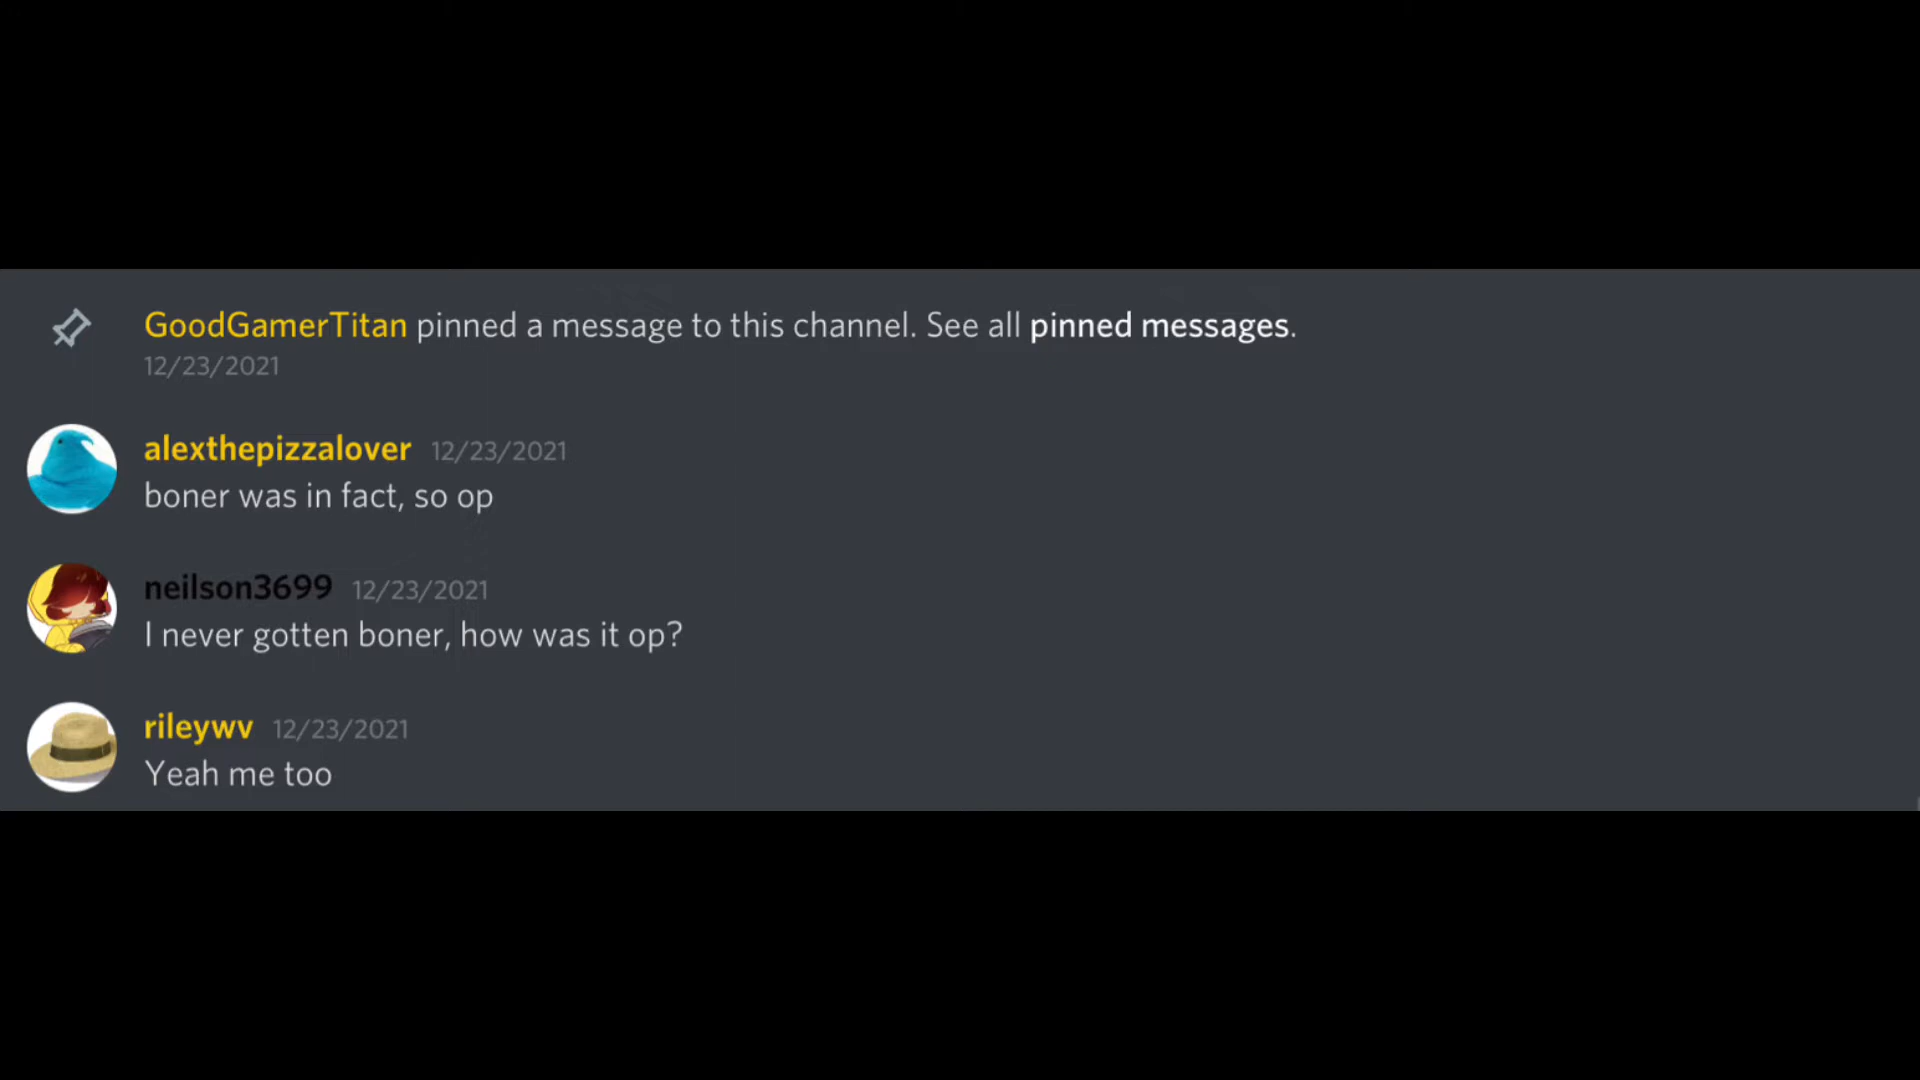 GoodGamerTitan pinned a message to this channel. See all pinned messages.
12/23/2021
alexthepizzalover 12/23/2021
boner was in fact, so op
neilson3699 12/23/2021
I never gotten boner, how was it op?
rileywv 12/23/2021
Yeah me too